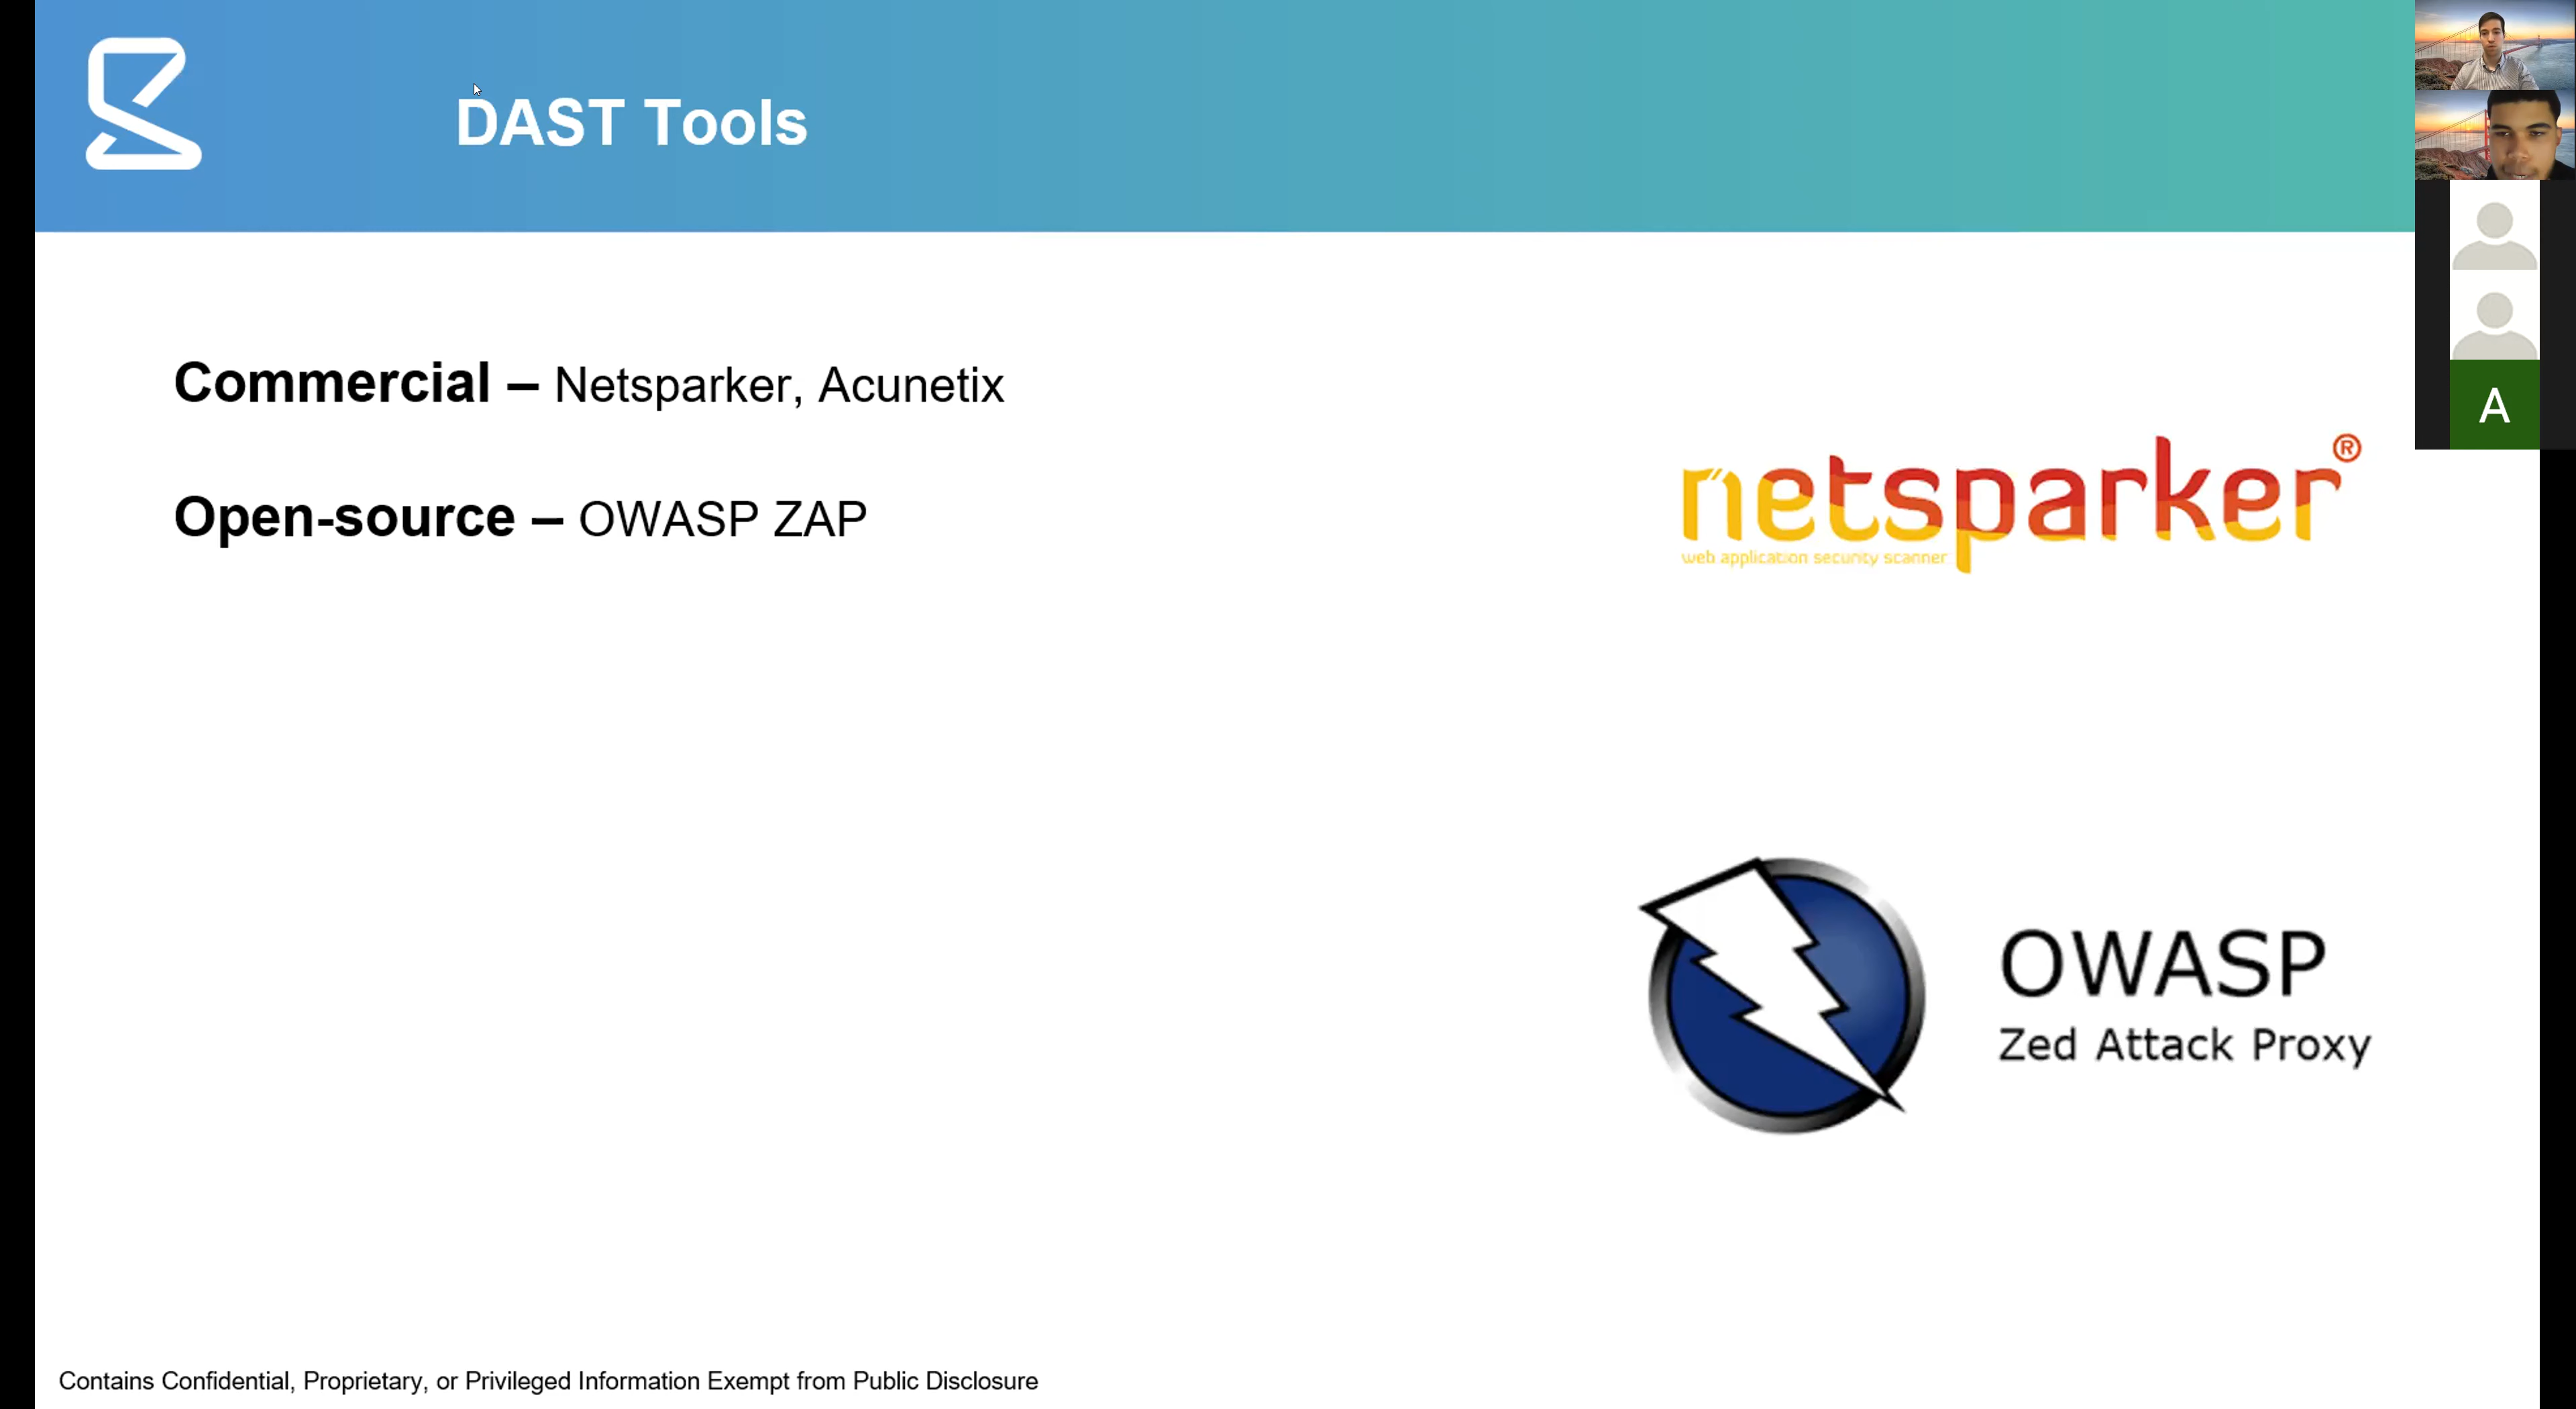 DAST Tools
Commercial – Netsparker, Acunetix
Open-source – OWASP ZAP
netsparker®
web application security scanner
OWASP
Zed Attack Proxy
A
Contains Confidential, Proprietary, or Privileged Information Exempt from Public Disclosure